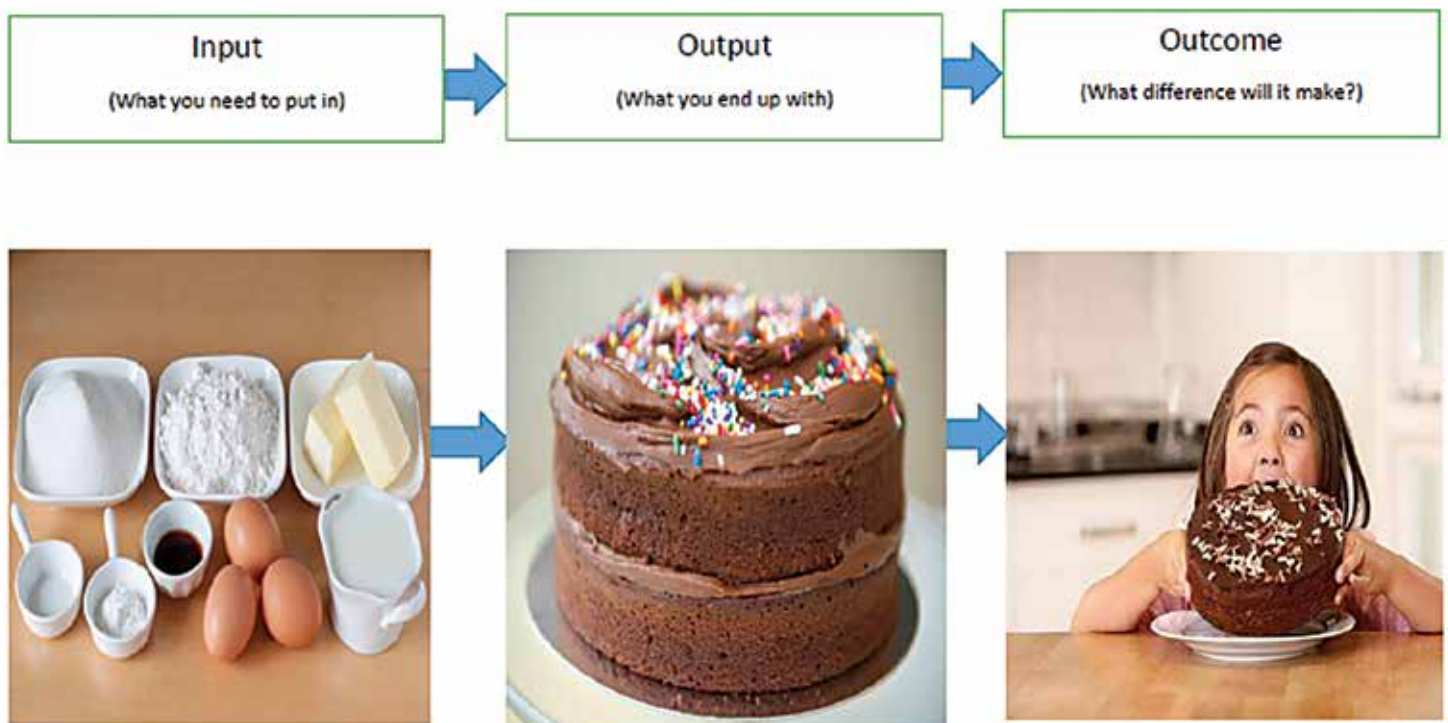 Input
(What you need to put in)
Output
(What you end up with)
Outcome
(What difference will it make?)